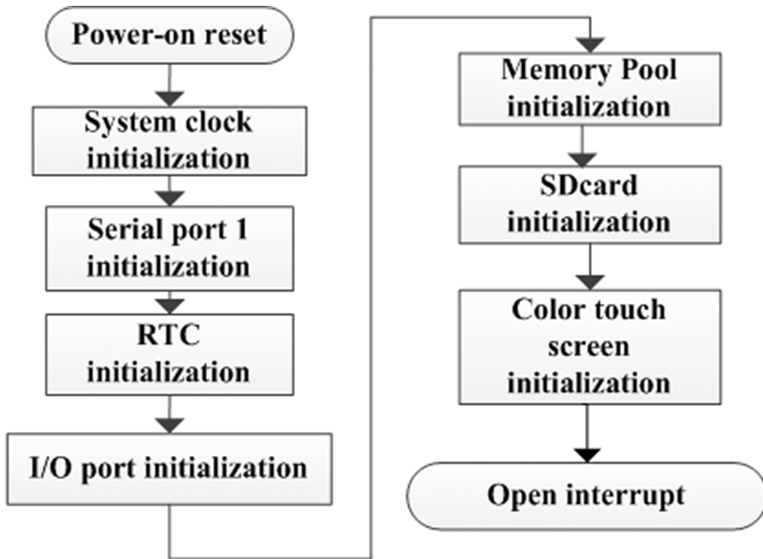 Power-on reset
System clock
initialization
Serial port 1
initialization
RTC
initialization
I/O port initialization
Memory Pool
initialization
SDcard
initialization
Color touch
screen
initialization
Open interrupt